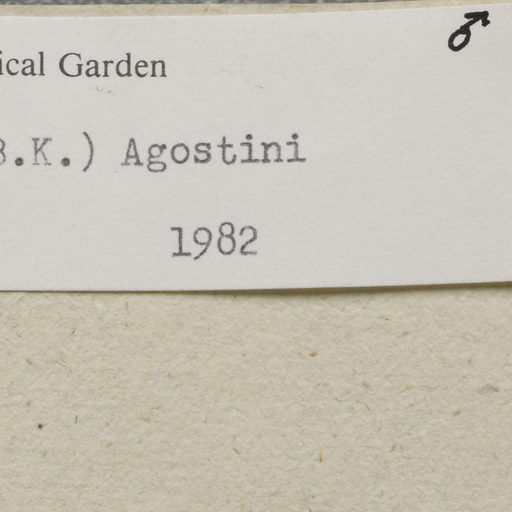 ical Garden ♂
B.K.) Agostini
1982